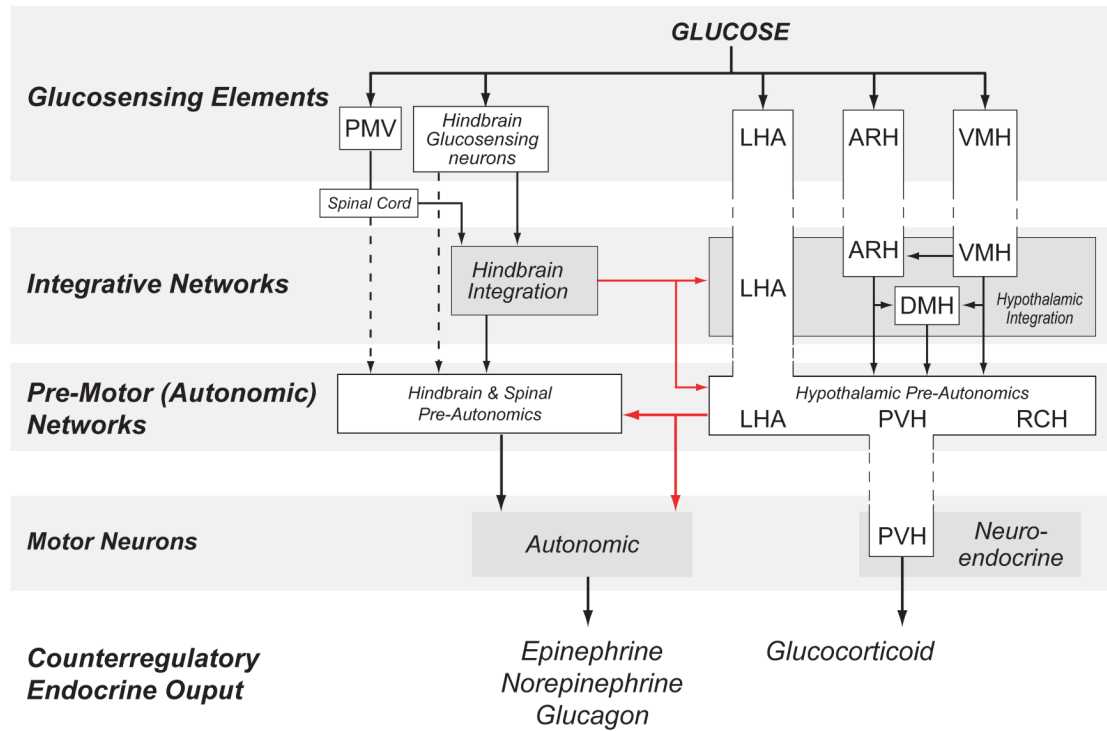 GLUCOSE
Glucosensing Elements
PMV
Hindbrain
Glucosensing
neurons
LHA
ARH
VMH
Spinal Cord
Integrative Networks
Hindbrain
Integration
LHA
ARH
VMH
DMH
Hypothalamic
Integration
Pre-Motor (Autonomic)
Networks
Hindbrain & Spinal
Pre-Autonomics
Hypothalamic Pre-Autonomics
LHA
PVH
RCH
Motor Neurons
Autonomic
PVH
Neuro-
endocrine
Counterregulatory
Endocrine Ouput
Epinephrine
Norepinephrine
Glucagon
Glucocorticoid